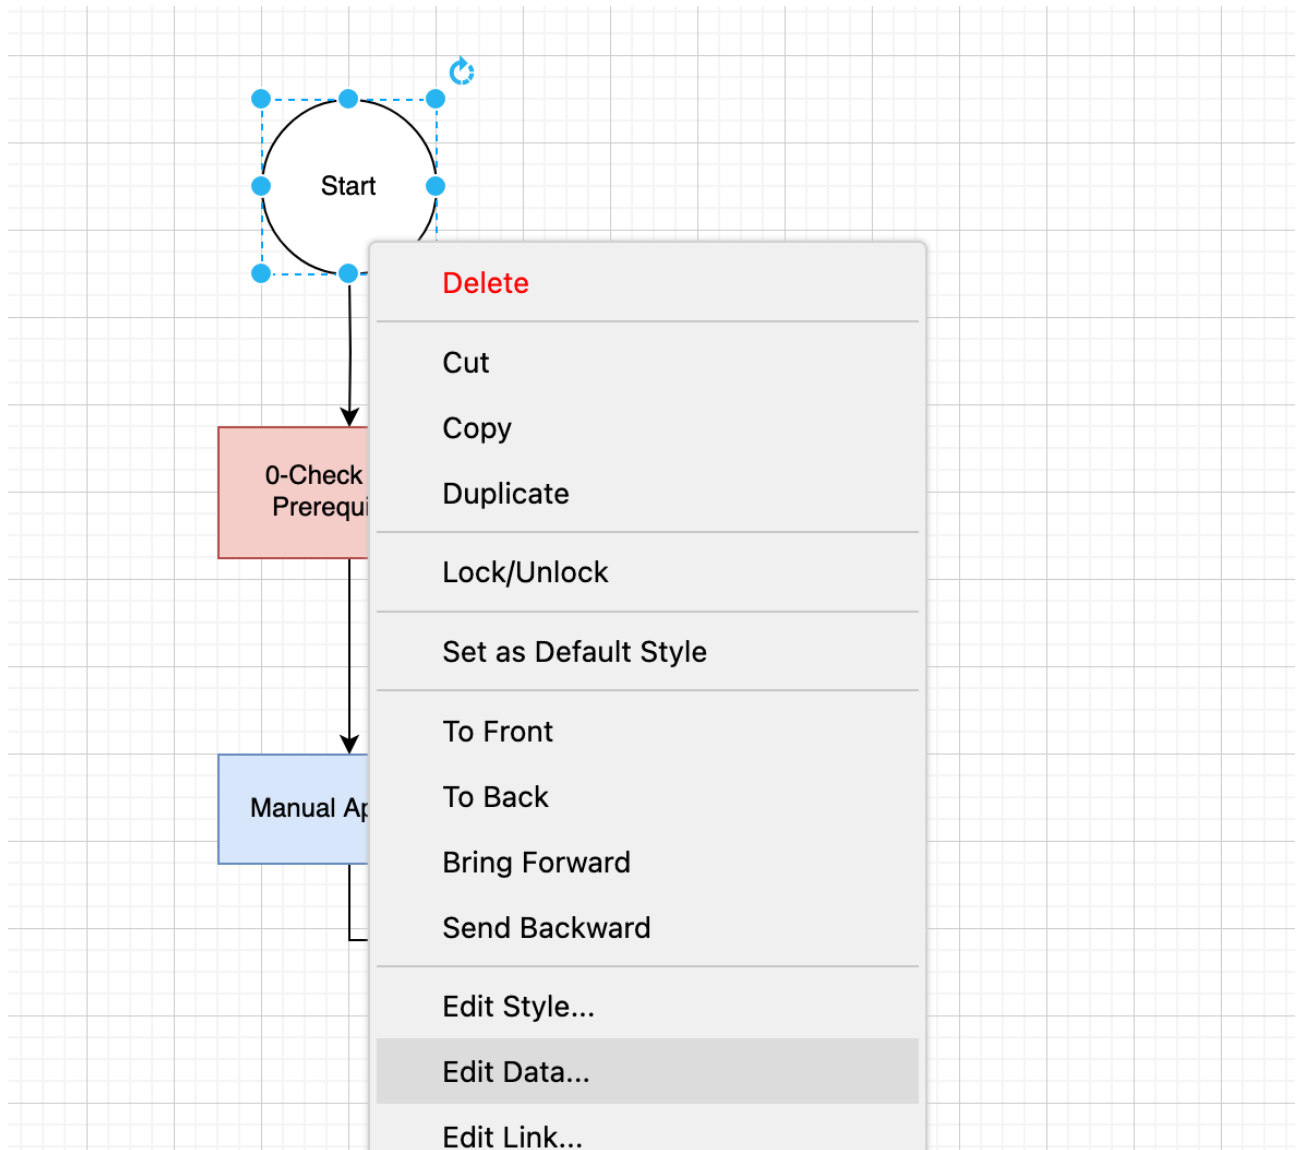 Start
Delete
Cut
Copy
Duplicate
Lock/Unlock
Set as Default Style
To Front
To Back
Bring Forward
Send Backward
Edit Style...
Edit Data...
Edit Link...
0-Check
Prerequi
Manual Ap